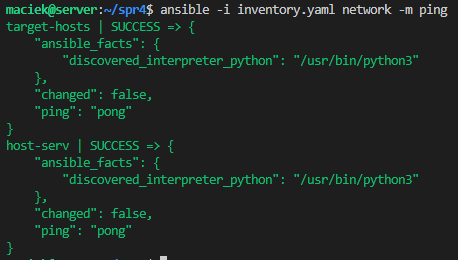 maciek@server:~/spr4$ ansible -i inventory.yaml network -m ping
target-hosts | SUCCESS => {
    "ansible_facts": {
        "discovered_interpreter_python": "/usr/bin/python3"
    },
    "changed": false,
    "ping": "pong"
}
host-serv | SUCCESS => {
    "ansible_facts": {
        "discovered_interpreter_python": "/usr/bin/python3"
    },
    "changed": false,
    "ping": "pong"
}